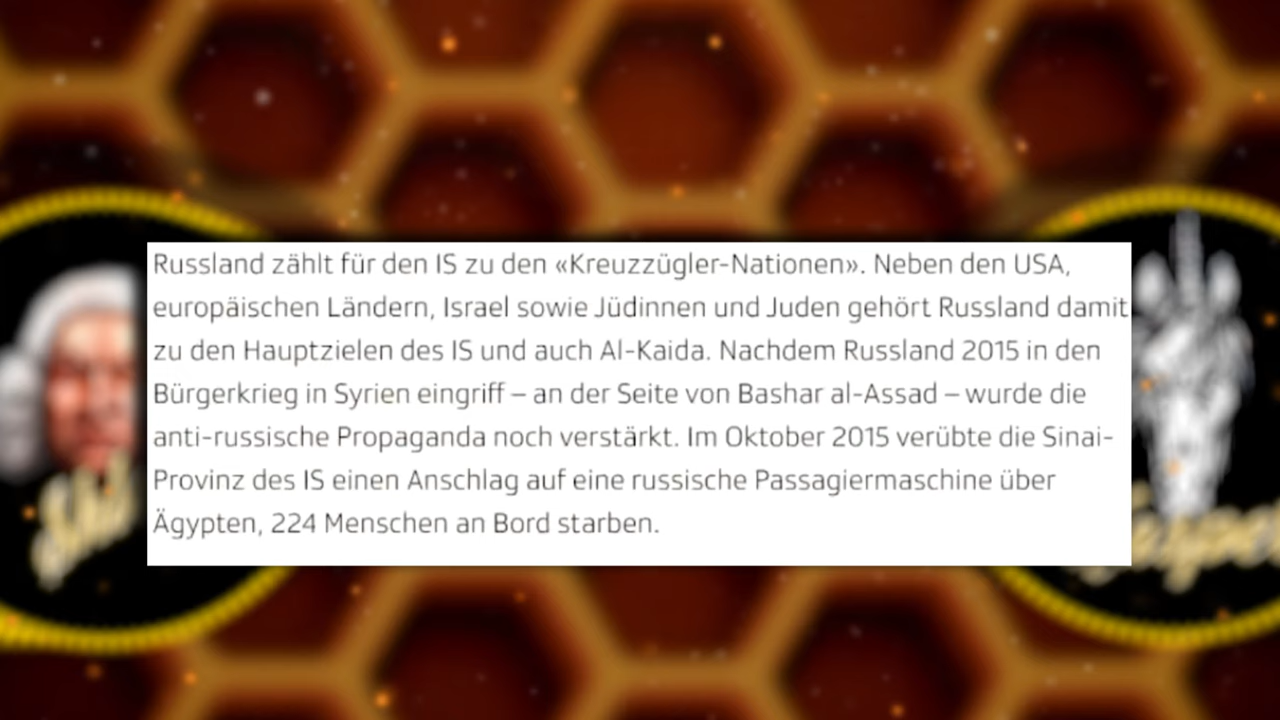 Russland zählt für den IS zu den «Kreuzzügler-Nationen». Neben den USA,
europäischen Ländern, Israel sowie Jüdinnen und Juden gehört Russland damit
zu den Hauptzielen des IS und auch Al-Kaida. Nachdem Russland 2015 in den
Bürgerkrieg in Syrien eingriff – an der Seite von Bashar al-Assad – wurde die
anti-russische Propaganda noch verstärkt. Im Oktober 2015 verübte die Sinai-
Provinz des IS einen Anschlag auf eine russische Passagiermaschine über
Ägypten, 224 Menschen an Bord starben.